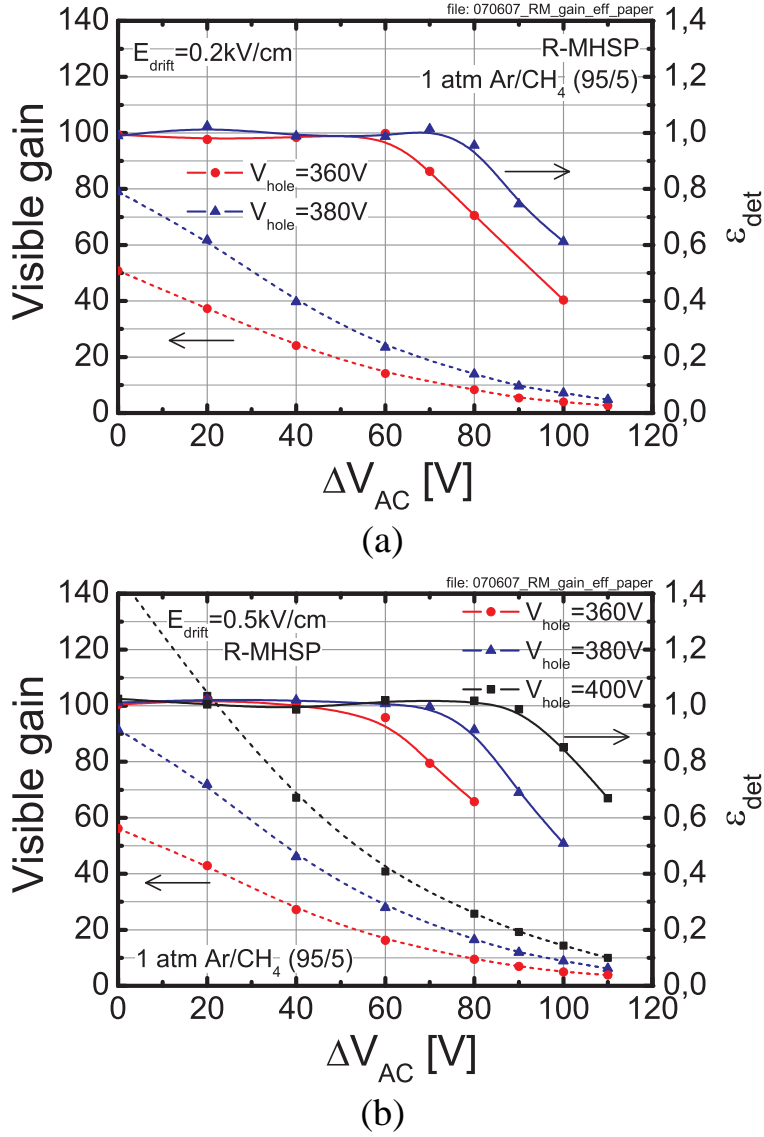 file: 070607_RM_gain_eff_paper
E_drift=0.2kV/cm
R-MHSP
1 atm Ar/CH_4 (95/5)
V_hole=360V
V_hole=380V
140
120
100
80
60
40
20
0
Visible gain
1,4
1,2
1,0
0,8
0,6
0,4
0,2
0,0
ε_det
0 20 40 60 80 100 120
ΔV_AC [V]
(a)
file: 070607_RM_gain_eff_paper
E_drift=0.5kV/cm
R-MHSP
V_hole=360V
V_hole=380V
V_hole=400V
1 atm Ar/CH_4 (95/5)
140
120
100
80
60
40
20
0
Visible gain
1,4
1,2
1,0
0,8
0,6
0,4
0,2
0,0
ε_det
0 20 40 60 80 100 120
ΔV_AC [V]
(b)